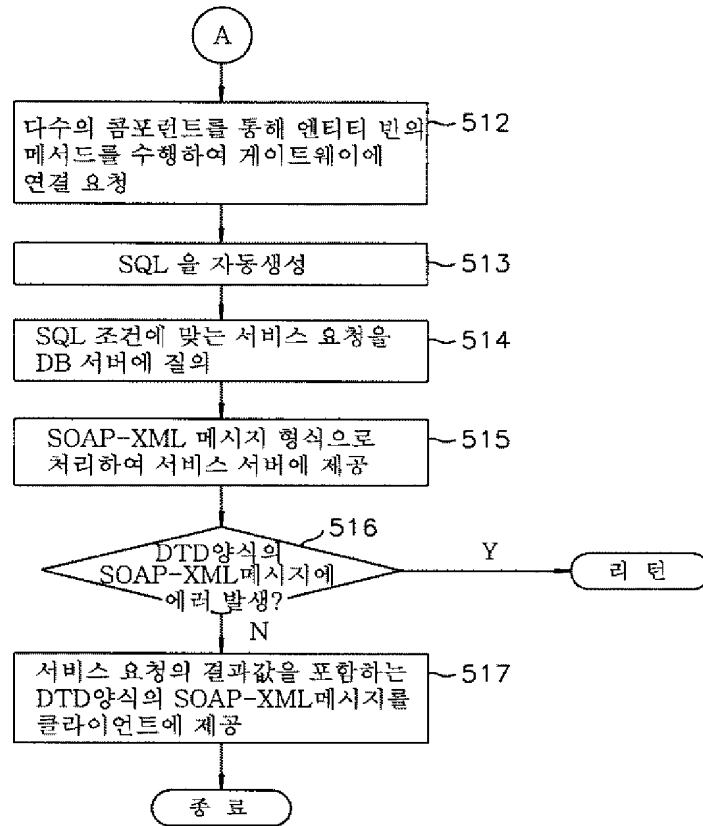 A
다수의 콤포런트를 통해 엔티티 빈의
메서드를 수행하여 게이트웨이에
연결 요청
512
SQL 을 자동생성
513
SQL 조건에 맞는 서비스 요청을
DB 서버에 질의
514
SOAP-XML 메시지 형식으로
처리하여 서비스 서버에 제공
515
516
DTD양식의
SOAP-XML메시지에
에러 발생?
Y
리 턴
N
서비스 요청의 결과값을 포함하는
DTD양식의 SOAP-XML메시지를
클라이언트에 제공
517
종 료